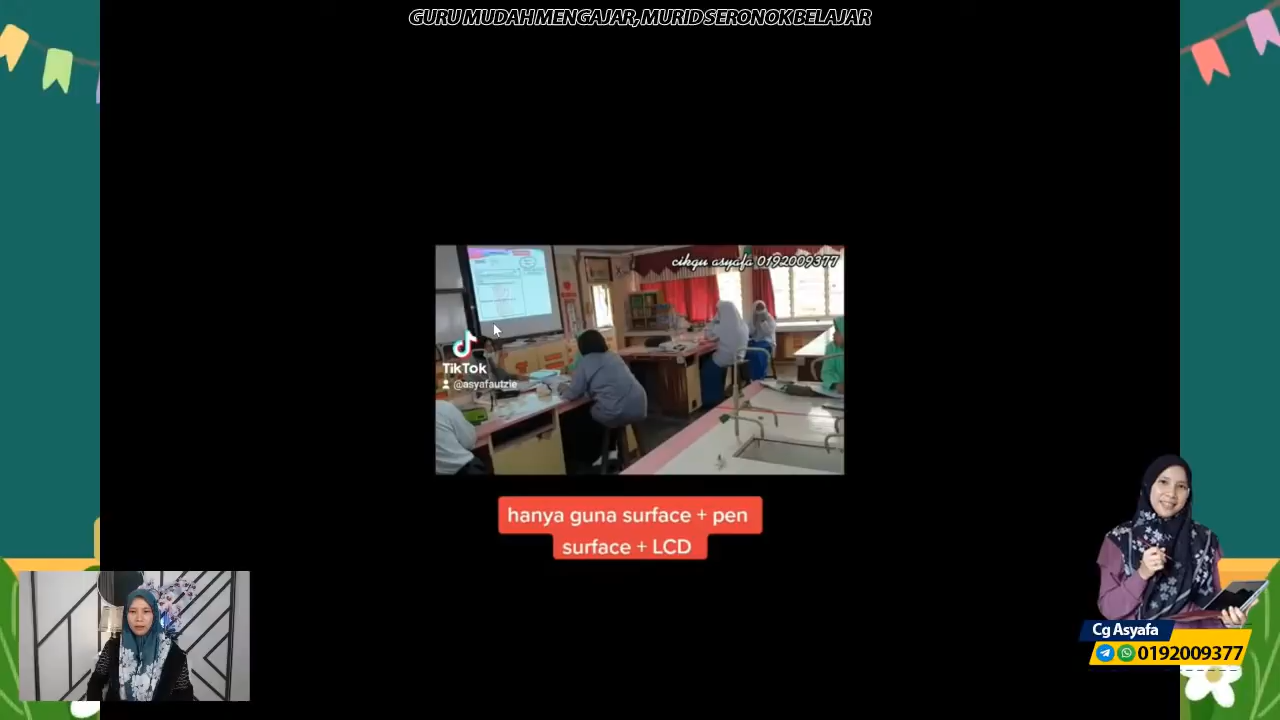 GURU MUDAH MENGAJAR, MURID SERONOK BELAJAR
cikgu asyafa 0192009377
TikTok
@asyafautzie
hanya guna surface + pen
surface + LCD
Cg Asyafa
0192009377